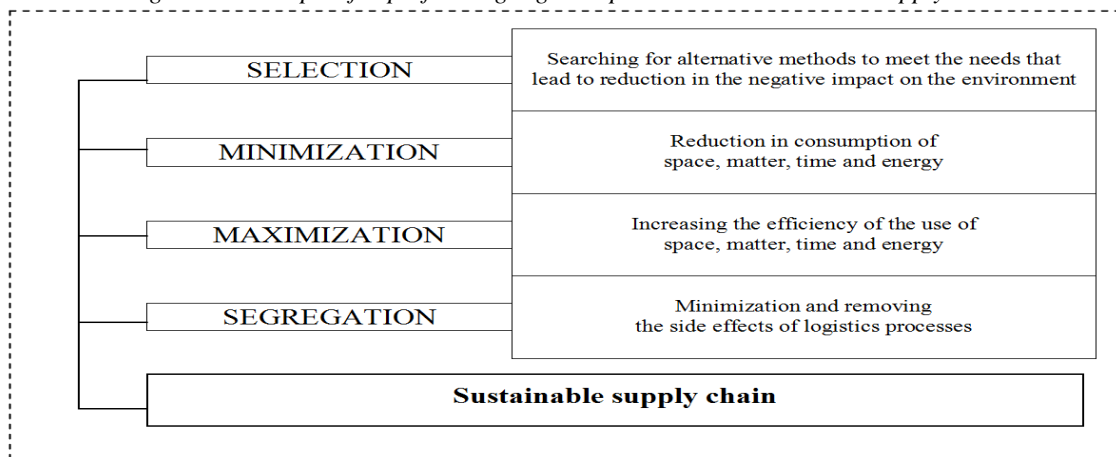 SELECTION
Searching for alternative methods to meet the needs that
lead to reduction in the negative impact on the environment
MINIMIZATION
Reduction in consumption of
space, matter, time and energy
MAXIMIZATION
Increasing the efficiency of the use of
space, matter, time and energy
SEGREGATION
Minimization and removing
the side effects of logistics processes
Sustainable supply chain